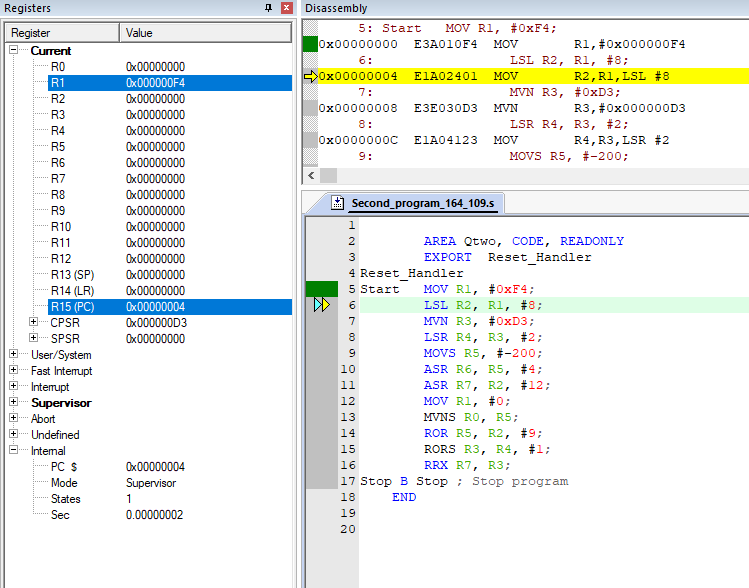 Registers
Register Value
Current
R0 0x00000000
R1 0x000000F4
R2 0x00000000
R3 0x00000000
R4 0x00000000
R5 0x00000000
R6 0x00000000
R7 0x00000000
R8 0x00000000
R9 0x00000000
R10 0x00000000
R11 0x00000000
R12 0x00000000
R13 (SP) 0x00000000
R14 (LR) 0x00000000
R15 (PC) 0x00000004
CPSR 0x000000D3
SPSR 0x00000000
User/System
Fast Interrupt
Interrupt
Supervisor
Abort
Undefined
Internal
PC $ 0x00000004
Mode Supervisor
States 1
Sec 0.00000002
Disassembly
5: Start MOV R1, #0xF4;
0x00000000 E3A010F4 MOV R1,#0x000000F4
6: LSL R2, R1, #8;
0x00000004 E1A02401 MOV R2,R1,LSL #8
7: MVN R3, #0xD3;
0x00000008 E3E030D3 MVN R3,#0x000000D3
8: LSR R4, R3, #2;
0x0000000C E1A04123 MOV R4,R3,LSR #2
9: MOVS R5, #-200;
Second_program_164_109.s
1
2 AREA Qtwo, CODE, READONLY
3 EXPORT Reset_Handler
4 Reset_Handler
5 Start MOV R1, #0xF4;
6 LSL R2, R1, #8;
7 MVN R3, #0xD3;
8 LSR R4, R3, #2;
9 MOVS R5, #-200;
10 ASR R6, R5, #4;
11 ASR R7, R2, #12;
12 MOV R1, #0;
13 MVNS R0, R5;
14 ROR R5, R2, #9;
15 RORS R3, R4, #1;
16 RRX R7, R3;
17 Stop B Stop ; Stop program
18 END
19
20